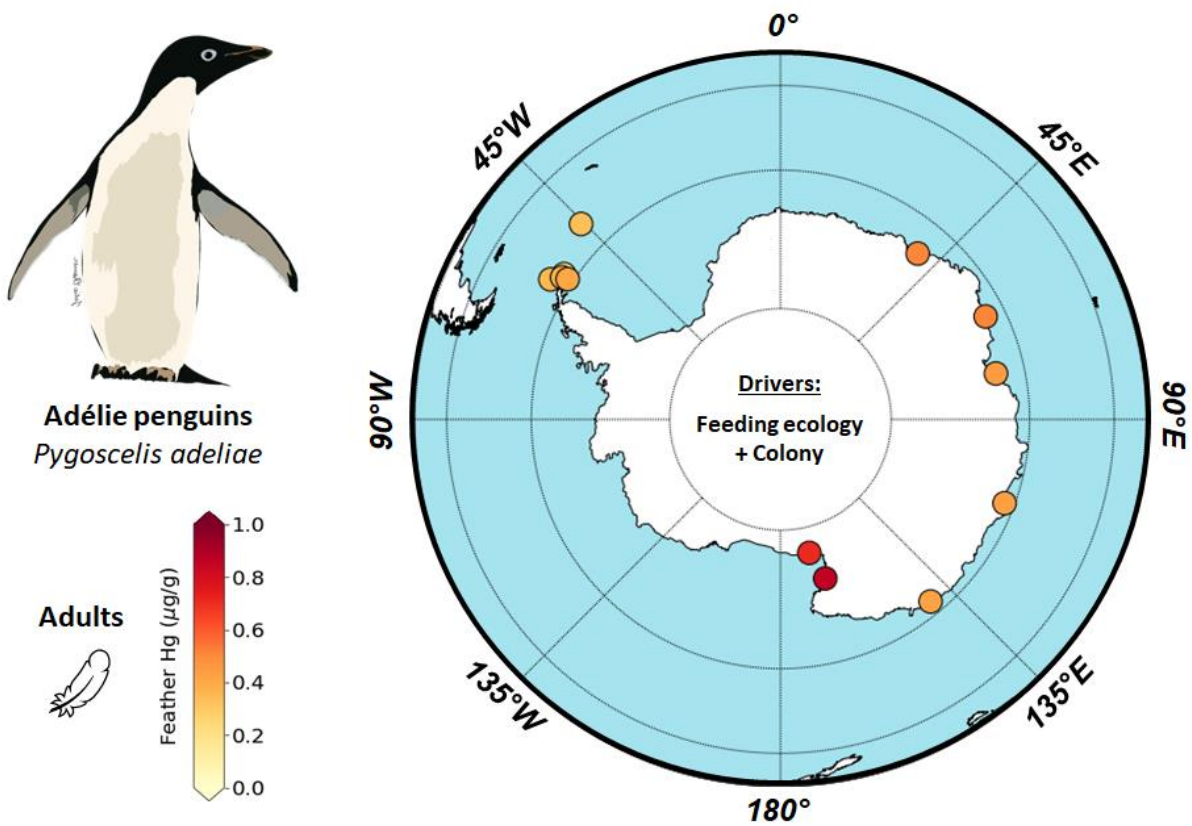 Adélie penguins
Pygoscelis adeliae
Adults
Feather Hg (µg/g)
1.0
0.8
0.6
0.4
0.2
0.0
0°
45°W
45°E
90°W
90°E
135°W
135°E
180°
Drivers:
Feeding ecology
+ Colony